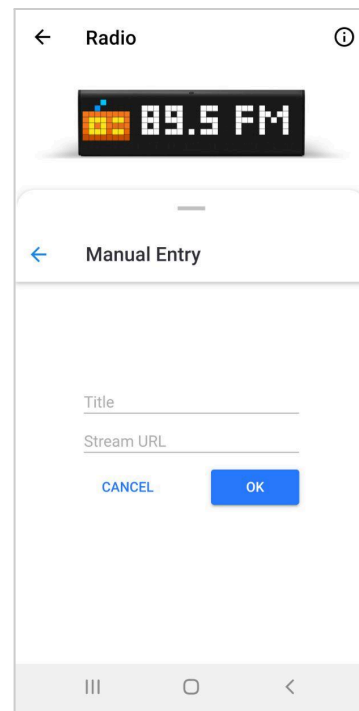 Radio
89.5 FM
Manual Entry
Title
Stream URL
CANCEL
OK